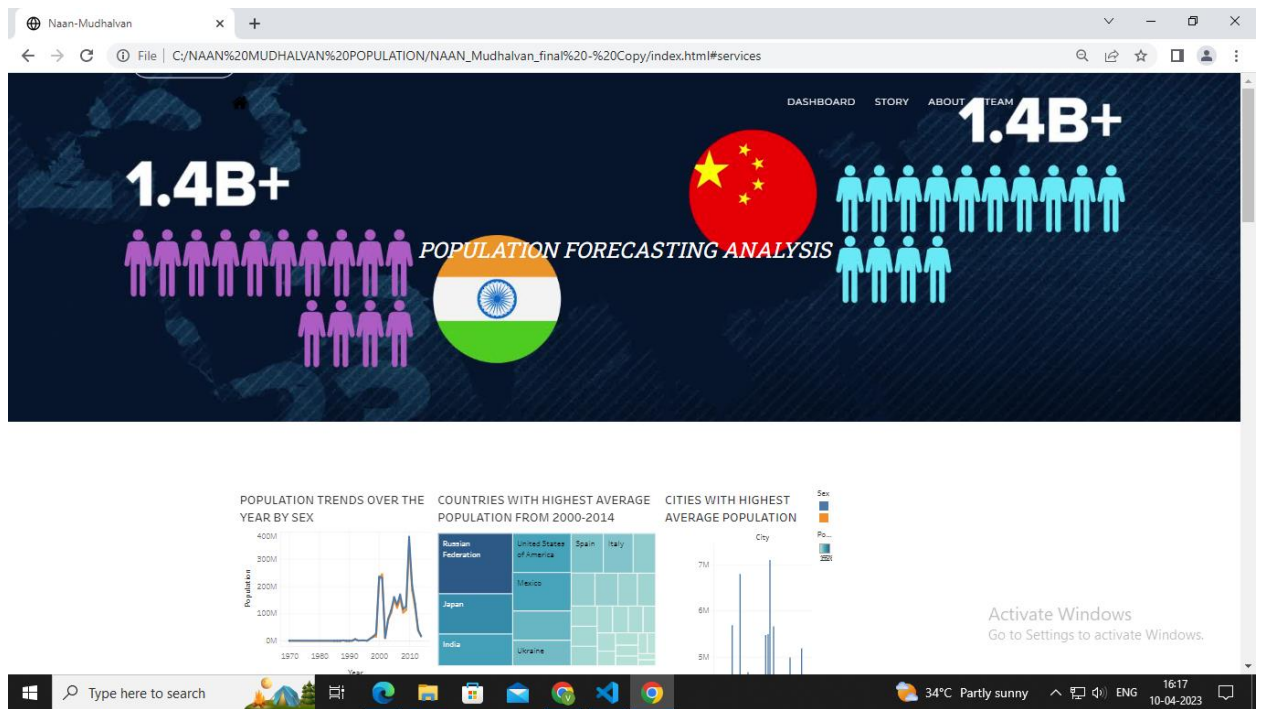 Naan-Mudhalvan
File
C:/NAAN%20MUDHALVAN%20POPULATION/NAAN_Mudhalvan_final%20-%20Copy/index.html#services
DASHBOARD STORY ABOUT TEAM
1.4B+
1.4B+
POPULATION FORECASTING ANALYSIS
POPULATION TRENDS OVER THE
YEAR BY SEX
400M
300M
200M
100M
0M
Population
1970 1980 1990 2000 2010
Year
COUNTRIES WITH HIGHEST AVERAGE
POPULATION FROM 2000-2014
Russian
Federation
Japan
India
United States
of America
Mexico
Ukraine
Spain
Italy
CITIES WITH HIGHEST
AVERAGE POPULATION
City
7M
6M
5M
Sex
Po...
Activate Windows
Go to Settings to activate Windows.
Type here to search
34°C Partly sunny
ENG
16:17
10-04-2023